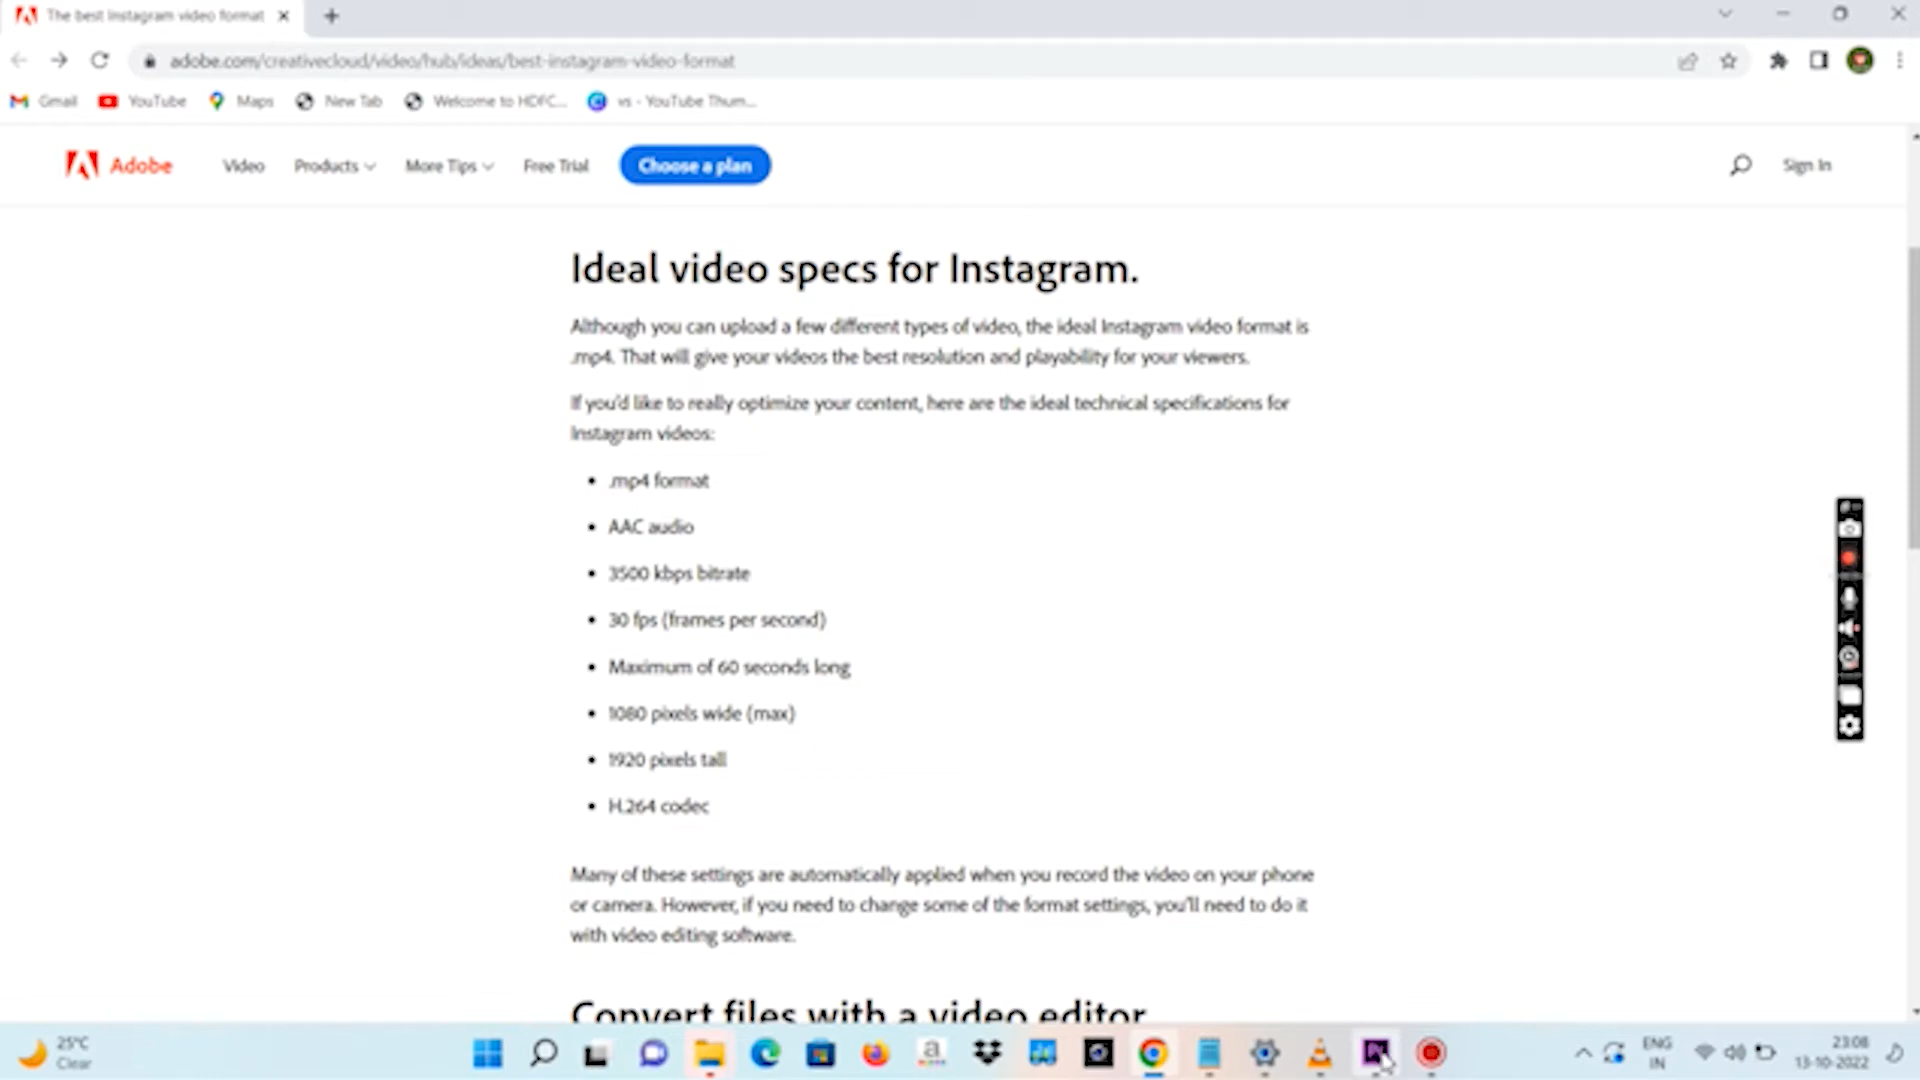 The best Instagram video format
adobe.com/creativecloud/video/hub/ideas/best-instagram-video-format
Gmail YouTube Maps New Tab Welcome to HDFC... vs - YouTube Thum...
Adobe Video Products More Tips Free Trial Choose a plan Sign In
Ideal video specs for Instagram.
Although you can upload a few different types of video, the ideal Instagram video format is
.mp4. That will give your videos the best resolution and playability for your viewers.
If you'd like to really optimize your content, here are the ideal technical specifications for
Instagram videos:
• .mp4 format
• AAC audio
• 3500 kbps bitrate
• 30 fps (frames per second)
• Maximum of 60 seconds long
• 1080 pixels wide (max)
• 1920 pixels tall
• H.264 codec
Many of these settings are automatically applied when you record the video on your phone
or camera. However, if you need to change some of the format settings, you'll need to do it
with video editing software.
Convert files with a video editor
25°C
Clear
a
Pr
ENG
IN
23:08
13-10-2022